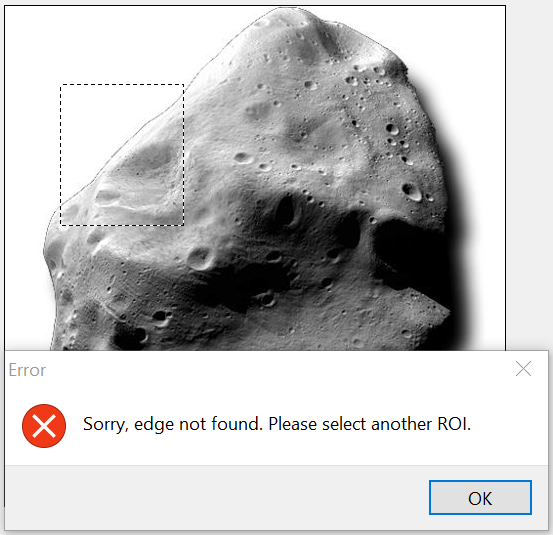 Error
Sorry, edge not found. Please select another ROI.
OK